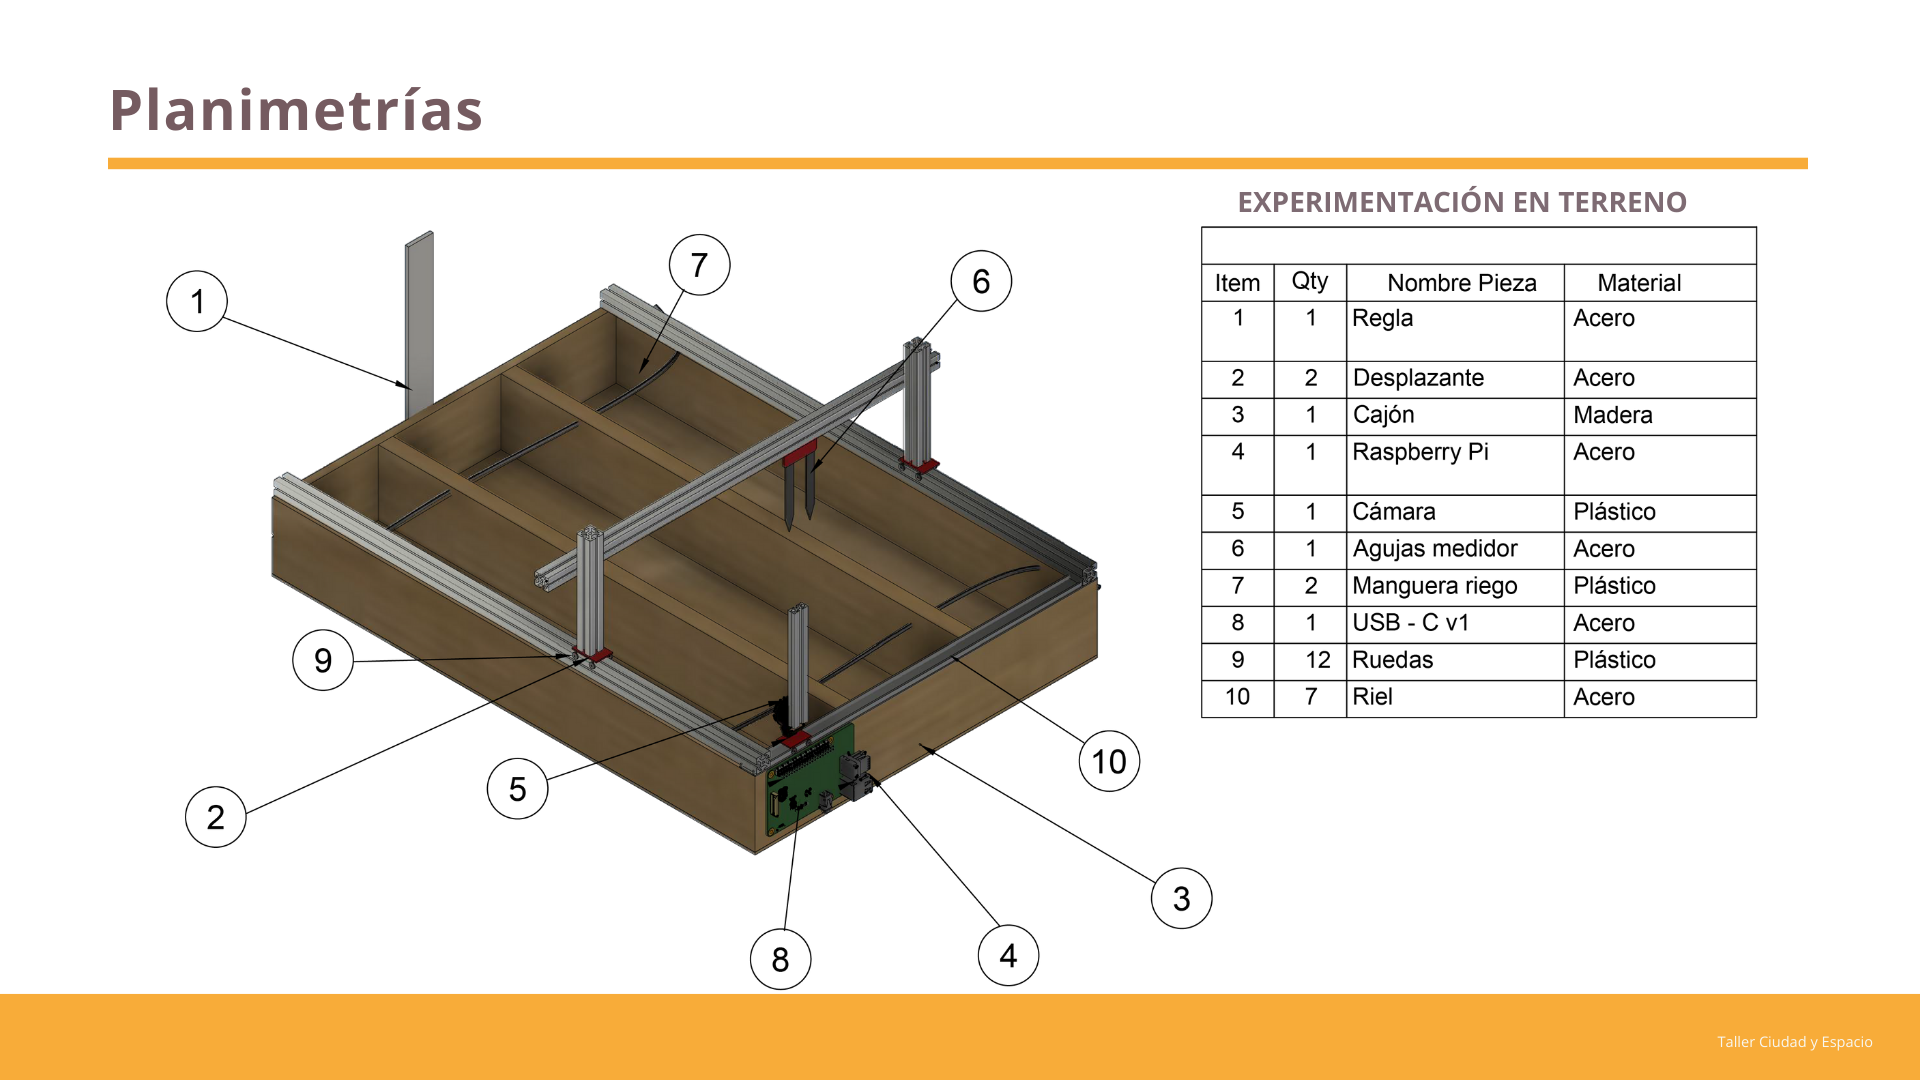 Planimetrías
EXPERIMENTACIÓN EN TERRENO
Item Qty Nombre Pieza Material
1 1 Regla Acero
2 2 Desplazante Acero
3 1 Cajón Madera
4 1 Raspberry Pi Acero
5 1 Cámara Plástico
6 1 Agujas medidor Acero
7 2 Manguera riego Plástico
8 1 USB - C v1 Acero
9 12 Ruedas Plástico
10 7 Riel Acero
7
6
1
9
10
5
2
3
4
8
Taller Ciudad y Espacio